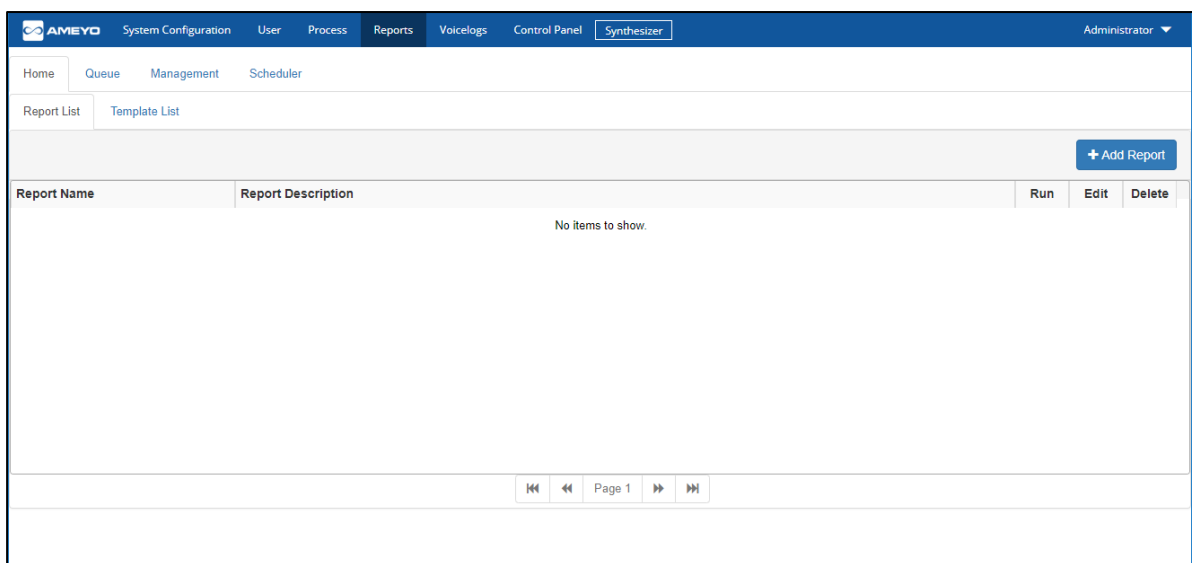 AMEYO System Configuration User Process Reports Voicelogs Control Panel Synthesizer Administrator
Home Queue Management Scheduler
Report List Template List
+ Add Report
Report Name Report Description Run Edit Delete
No items to show.
Page 1